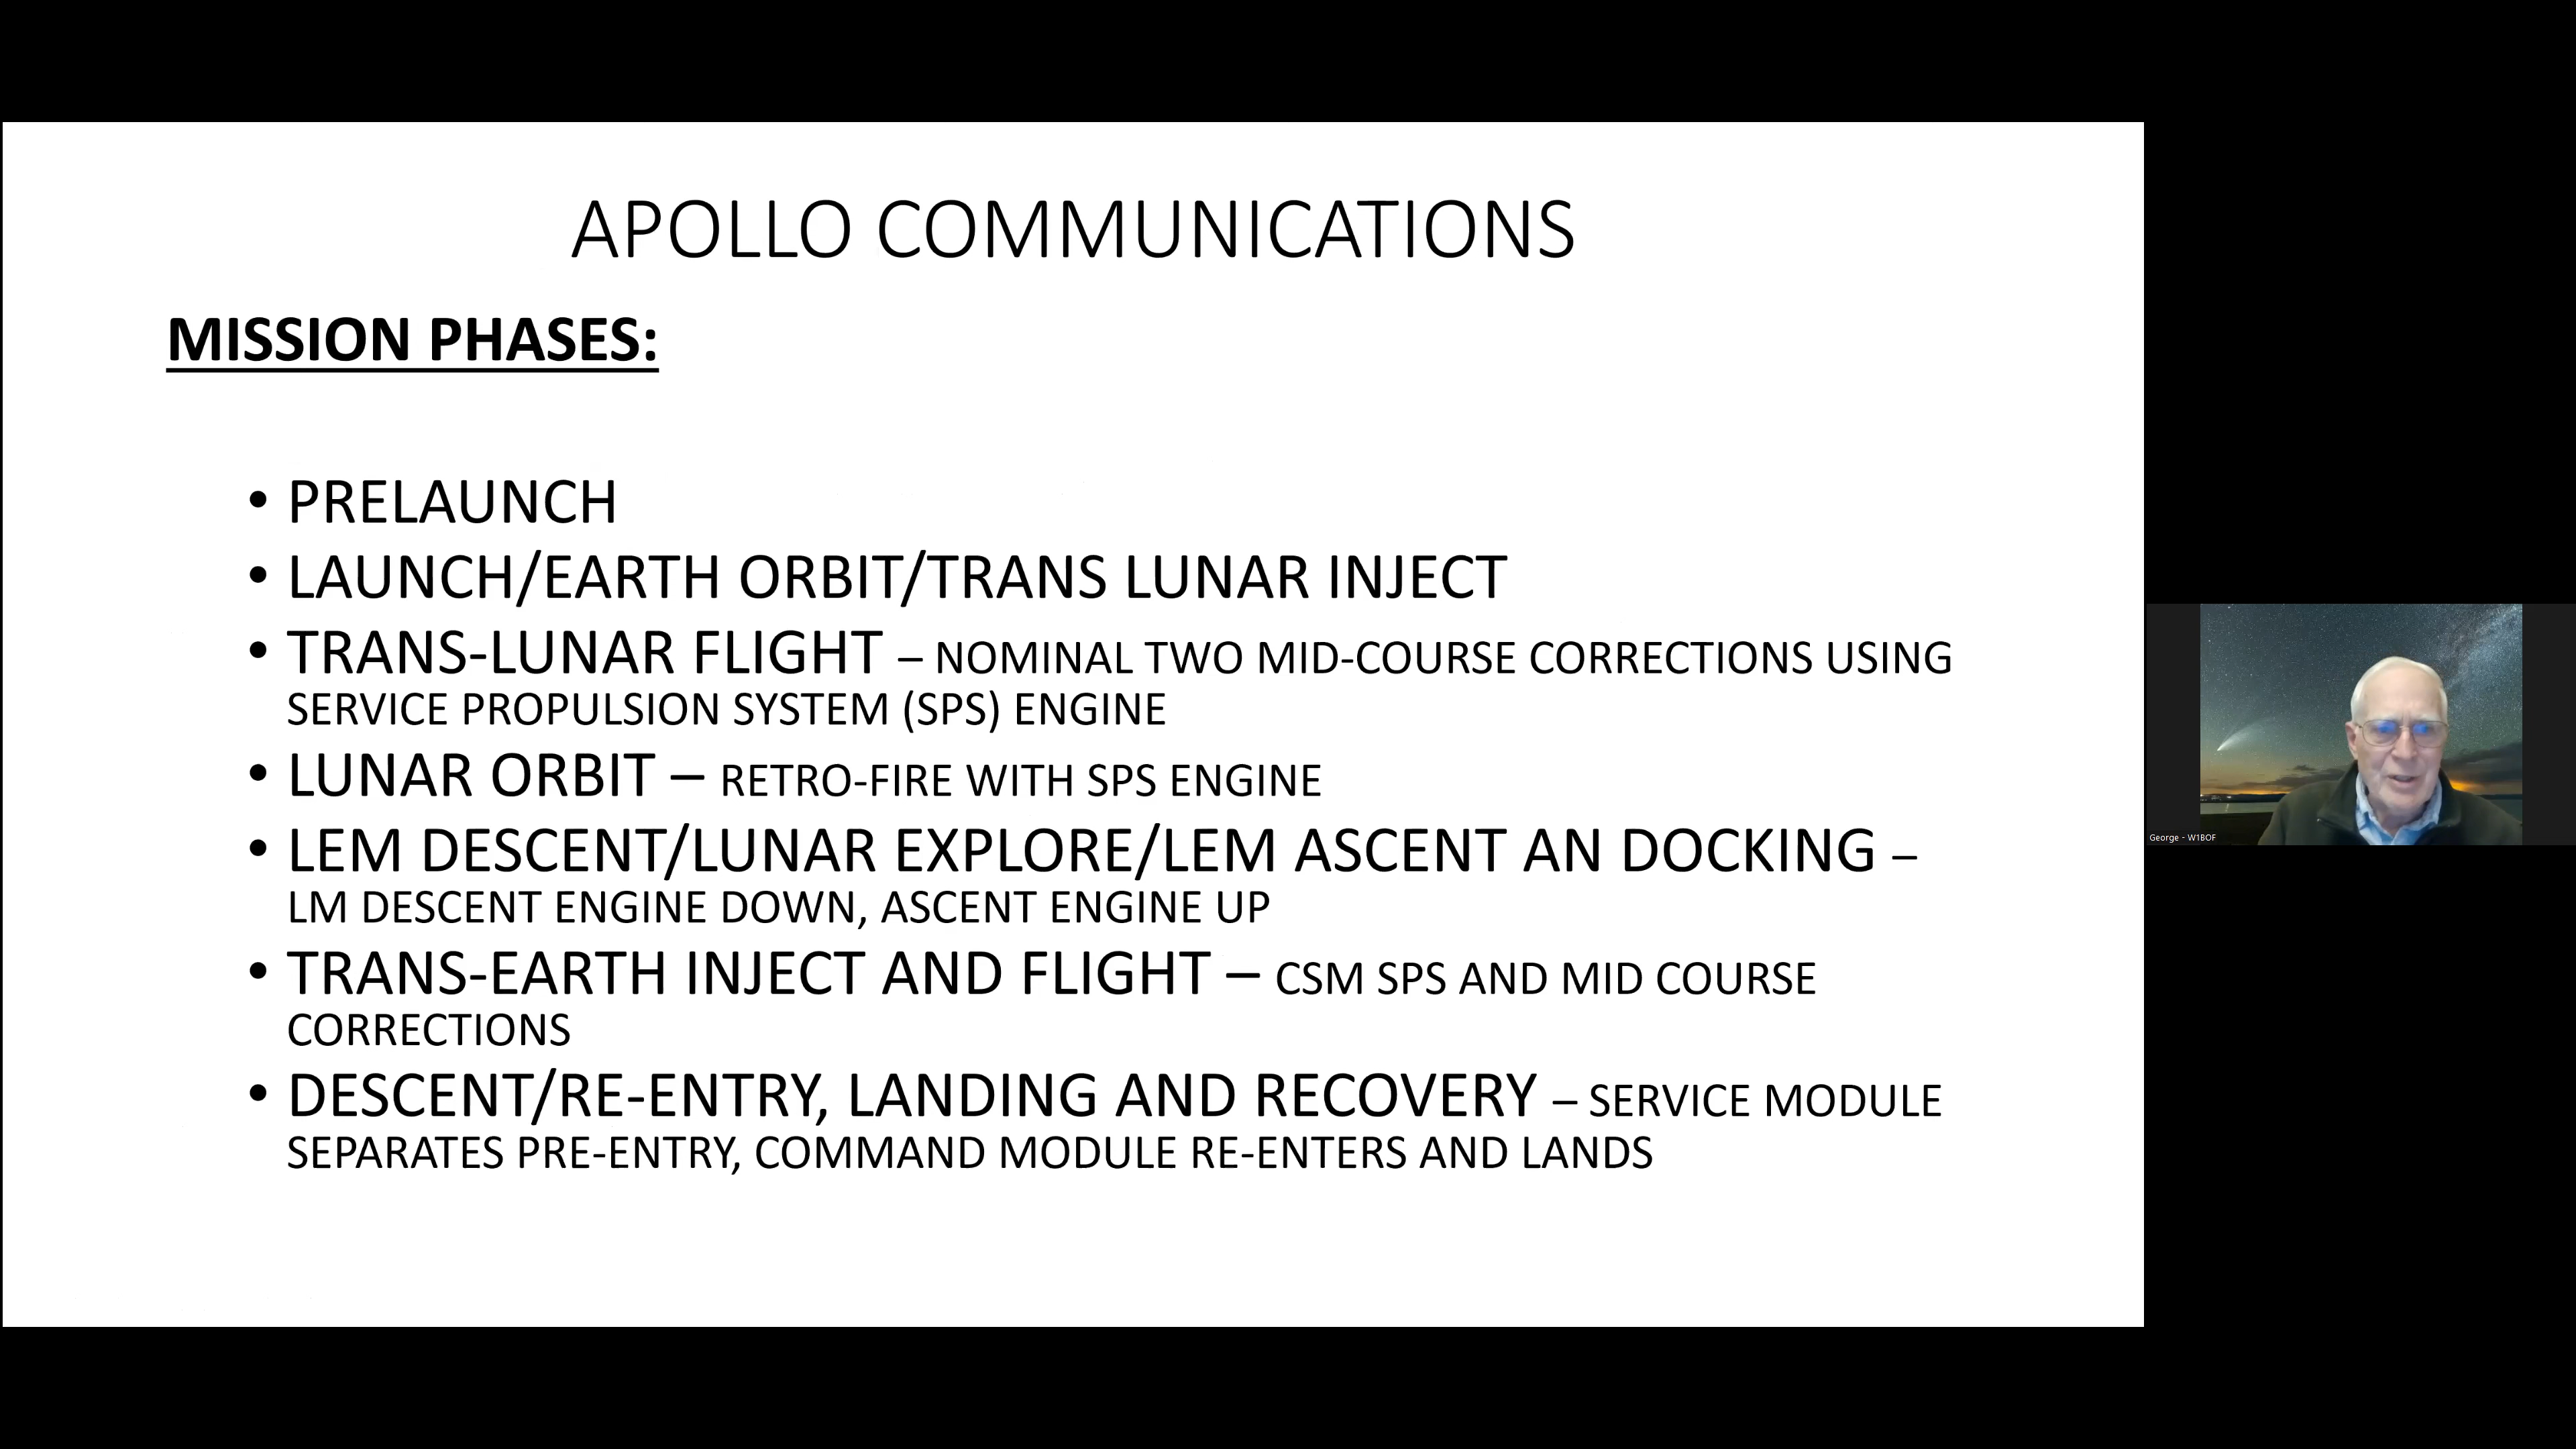 APOLLO COMMUNICATIONS
MISSION PHASES:
• PRELAUNCH
• LAUNCH/EARTH ORBIT/TRANS LUNAR INJECT
• TRANS-LUNAR FLIGHT – NOMINAL TWO MID-COURSE CORRECTIONS USING
SERVICE PROPULSION SYSTEM (SPS) ENGINE
• LUNAR ORBIT – RETRO-FIRE WITH SPS ENGINE
• LEM DESCENT/LUNAR EXPLORE/LEM ASCENT AN DOCKING –
LM DESCENT ENGINE DOWN, ASCENT ENGINE UP
• TRANS-EARTH INJECT AND FLIGHT – CSM SPS AND MID COURSE
CORRECTIONS
• DESCENT/RE-ENTRY, LANDING AND RECOVERY – SERVICE MODULE
SEPARATES PRE-ENTRY, COMMAND MODULE RE-ENTERS AND LANDS
George - W1BOF